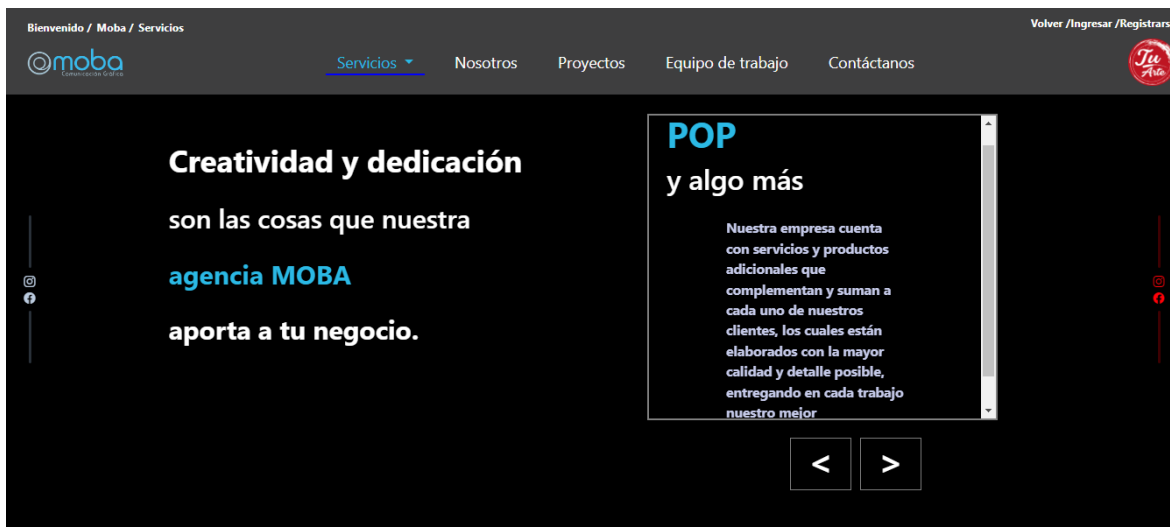 Bienvenido / Moba / Servicios
Volver /Ingresar /Registrars
moba
Comunicación Gráfica
Servicios
Nosotros
Proyectos
Equipo de trabajo
Contáctanos
Tu
Arte
Creatividad y dedicación
son las cosas que nuestra
agencia MOBA
aporta a tu negocio.
POP
y algo más
Nuestra empresa cuenta
con servicios y productos
adicionales que
complementan y suman a
cada uno de nuestros
clientes, los cuales están
elaborados con la mayor
calidad y detalle posible,
entregando en cada trabajo
nuestro mejor
< >